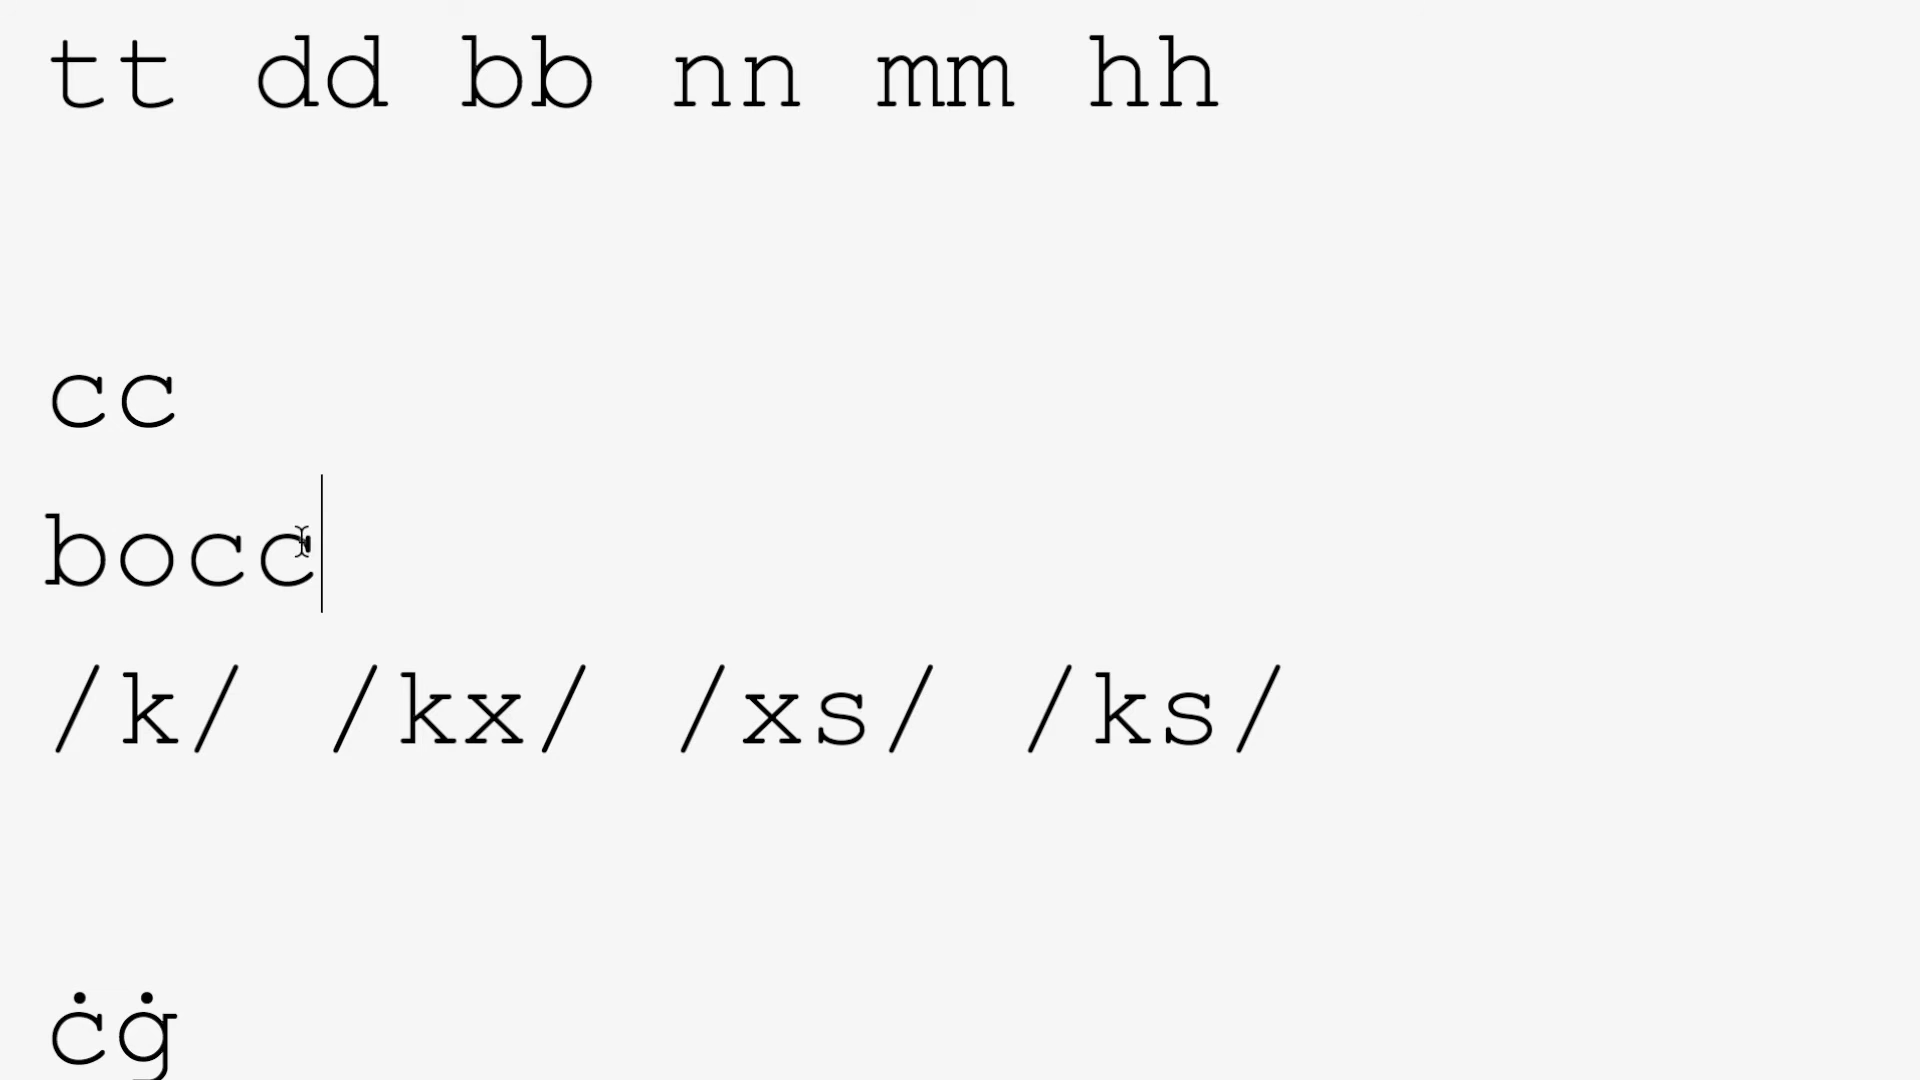 tt dd bb nn mm hh
cc
bocc
/k/ /kx/ /xs/ /ks/
ċġ